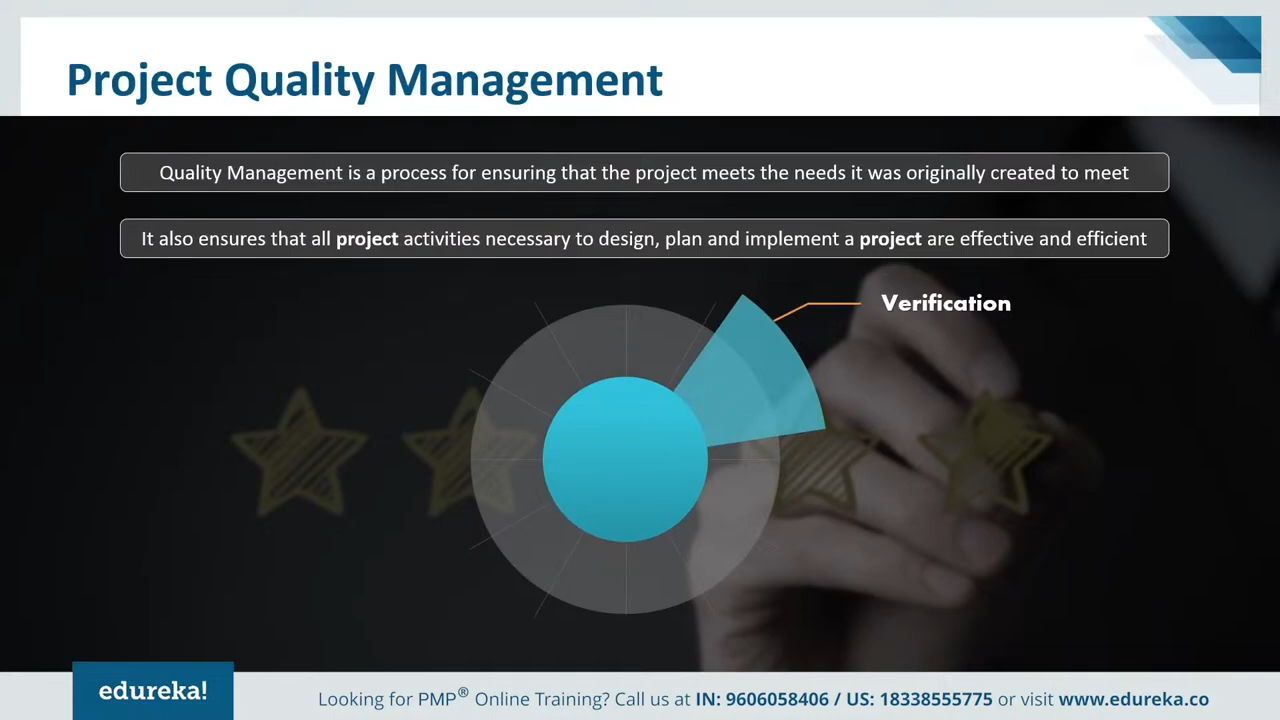 Project Quality Management
Quality Management is a process for ensuring that the project meets the needs it was originally created to meet
It also ensures that all project activities necessary to design, plan and implement a project are effective and efficient
Verification
edureka!
Looking for PMP® Online Training? Call us at IN: 9606058406 / US: 18338555775 or visit www.edureka.co